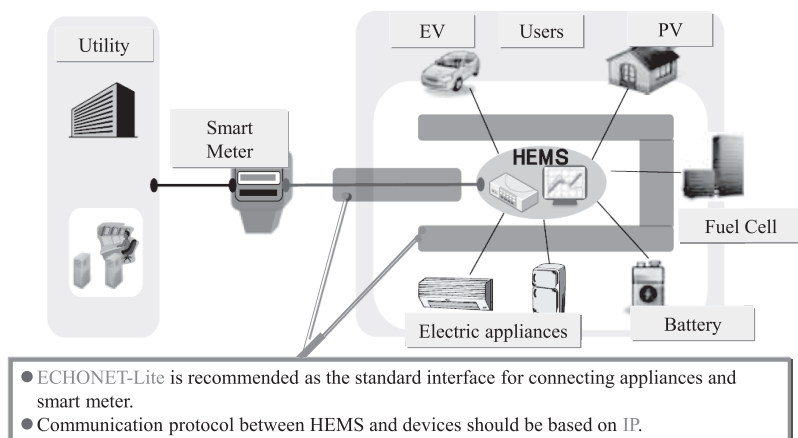 Utility
EV
Users
PV
Smart
Meter
HEMS
Fuel Cell
Electric appliances
Battery
● ECHONET-Lite is recommended as the standard interface for connecting appliances and
smart meter.
● Communication protocol between HEMS and devices should be based on IP.